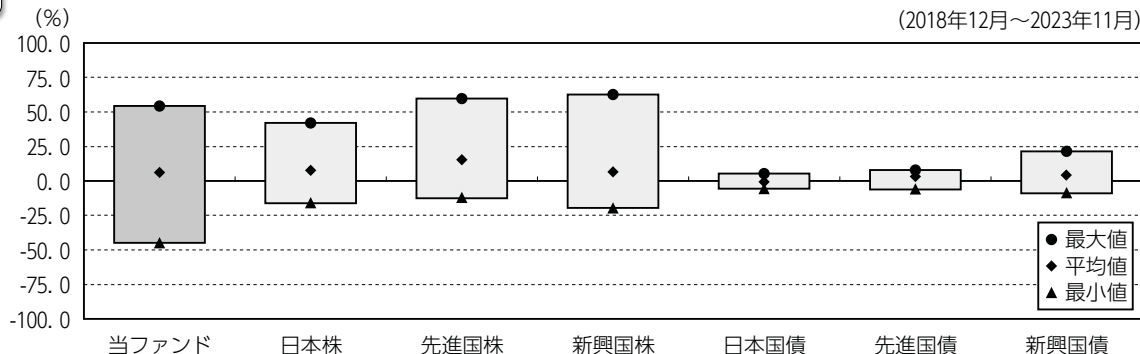 (%)
(2018年12月～2023年11月)
100. 0
75. 0
50. 0
25. 0
0. 0
-25. 0
-50. 0
-75. 0
-100. 0
● 最大値
◆ 平均値
▲ 最小値
当ファンド 日本株 先進国株 新興国株 日本国債 先進国債 新興国債